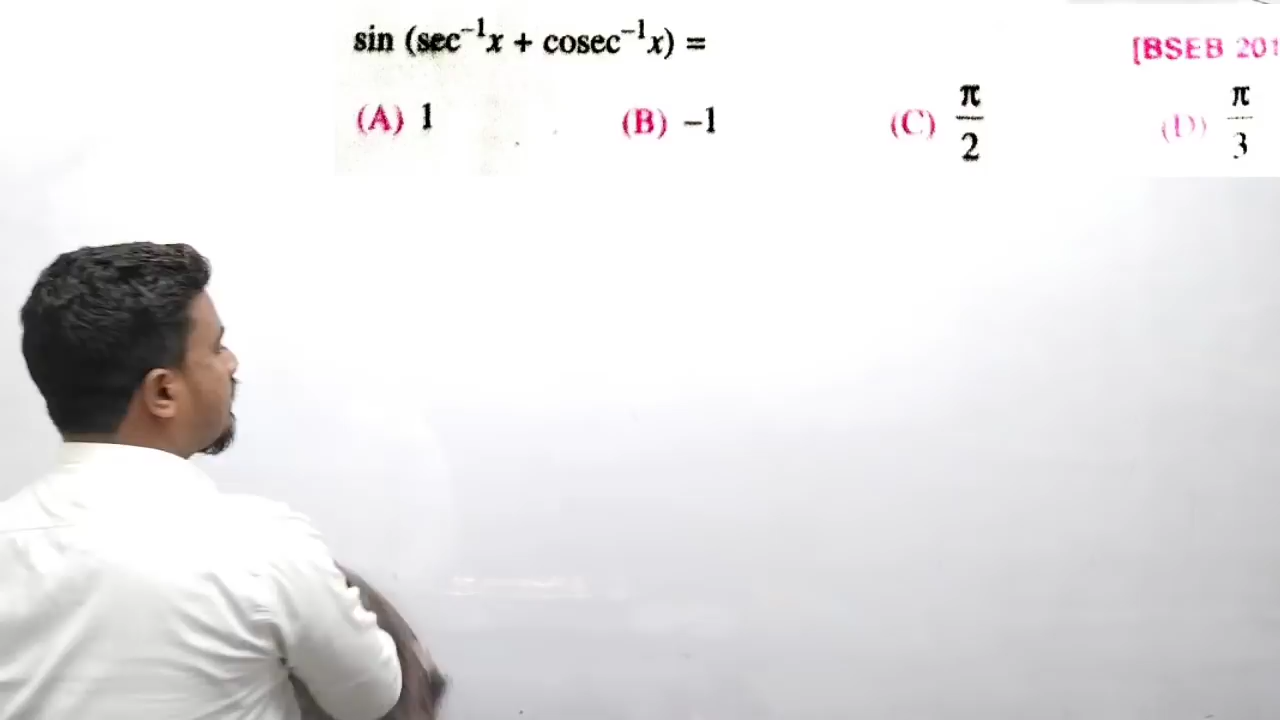 sin (sec⁻¹x + cosec⁻¹x) =
[BSEB 201
(A) 1 (B) –1 (C) π/2 (D) π/3